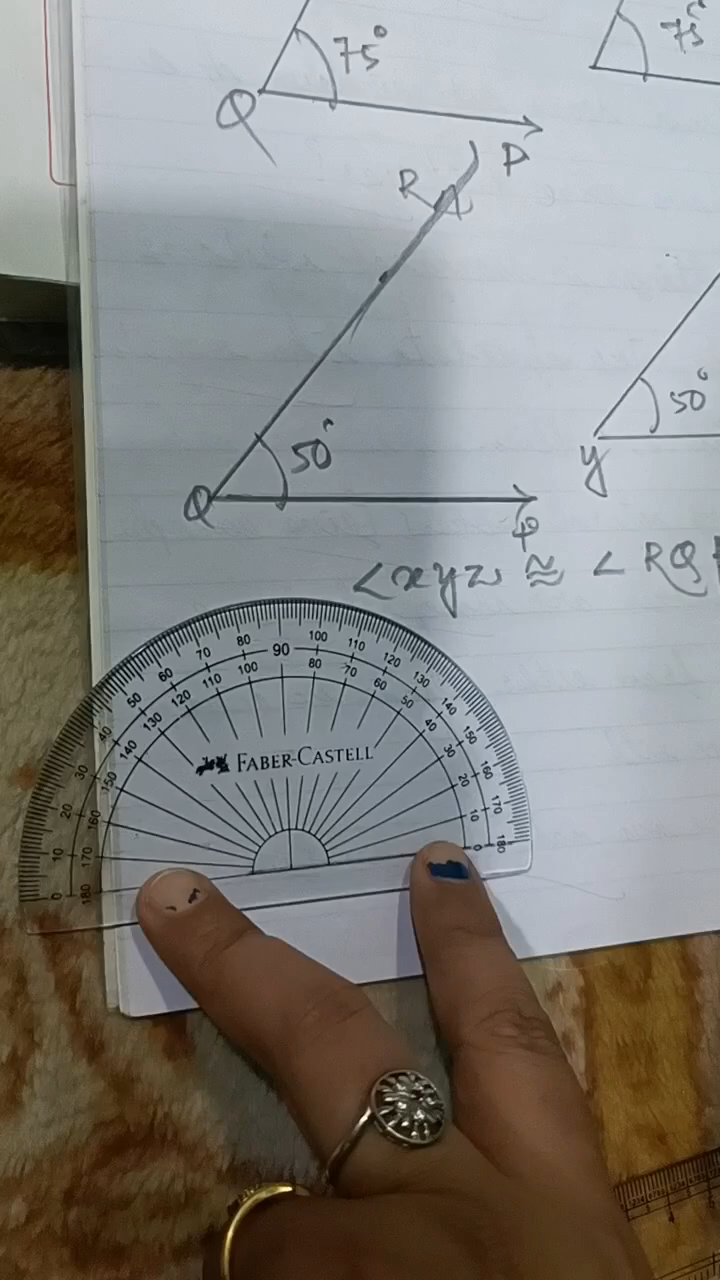 75°
75°
Q
P
R
50°
50°
Q
P
y
<xyz ≅ <RQ
80 90 100
70 110
60 100 80 120
50 110 70 130
40 120 60 140
30 130 50 150
20 140 40 160
10 150 30 170
0 160 20 180
170 10
180 0
FABER-CASTELL